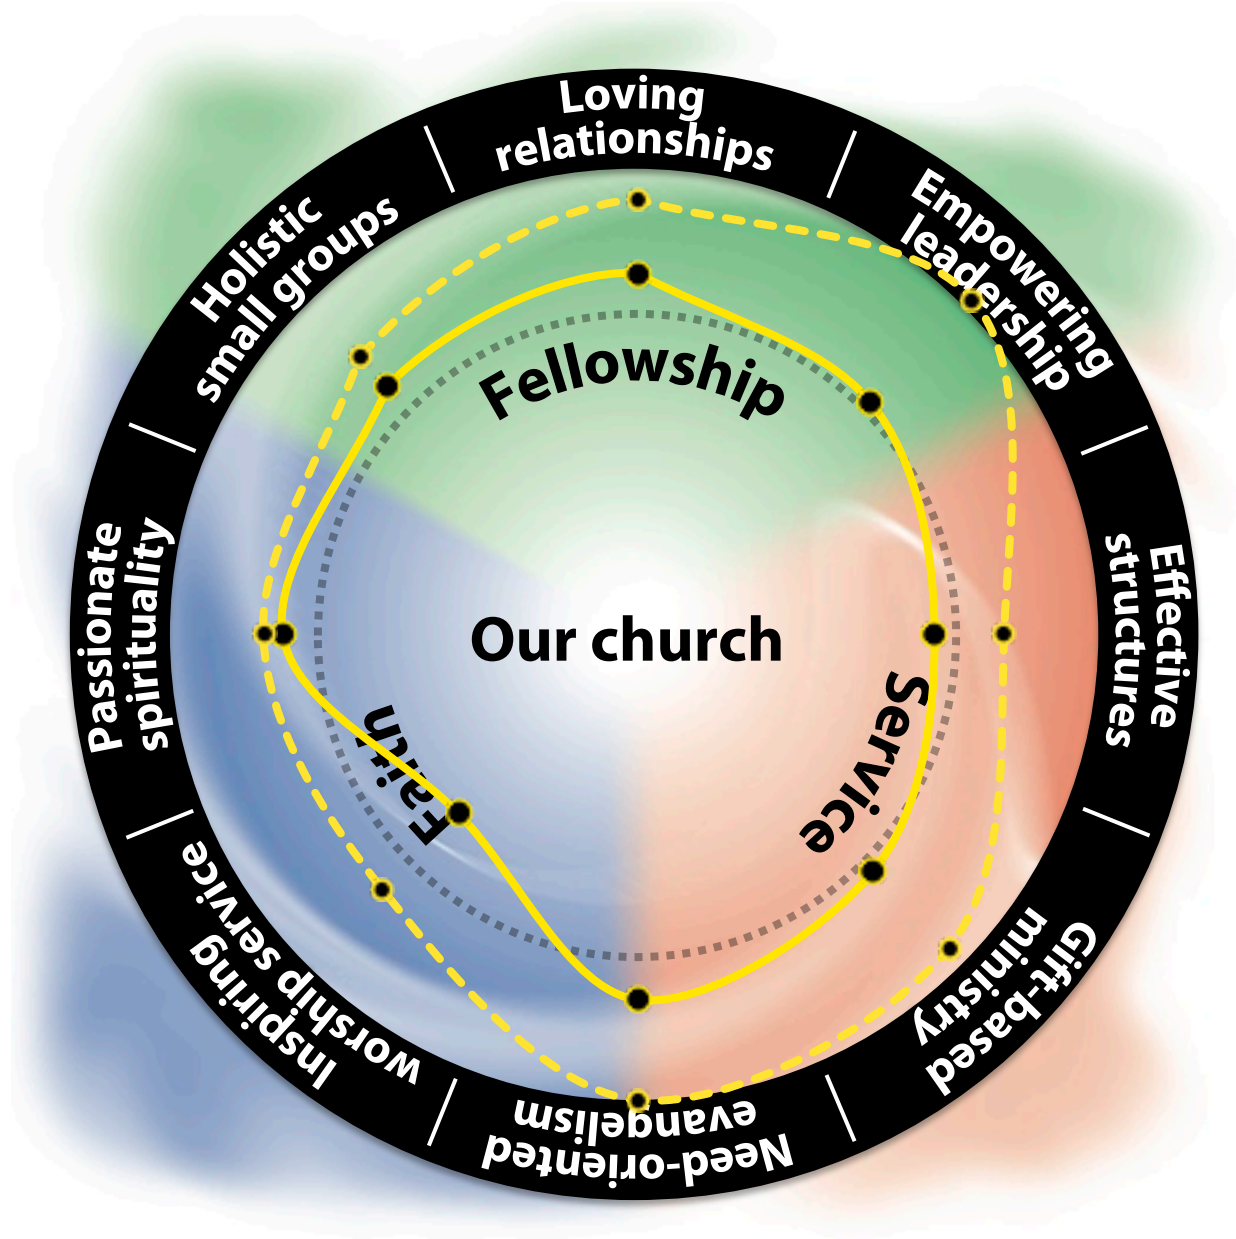 Loving
relationships
Empowering
leadership
Effective
structures
Gift-based
ministry
Need-oriented
evangelism
Inspiring
worship service
Passionate
spirituality
Holistic
small groups
Fellowship
Service
Faith
Our church